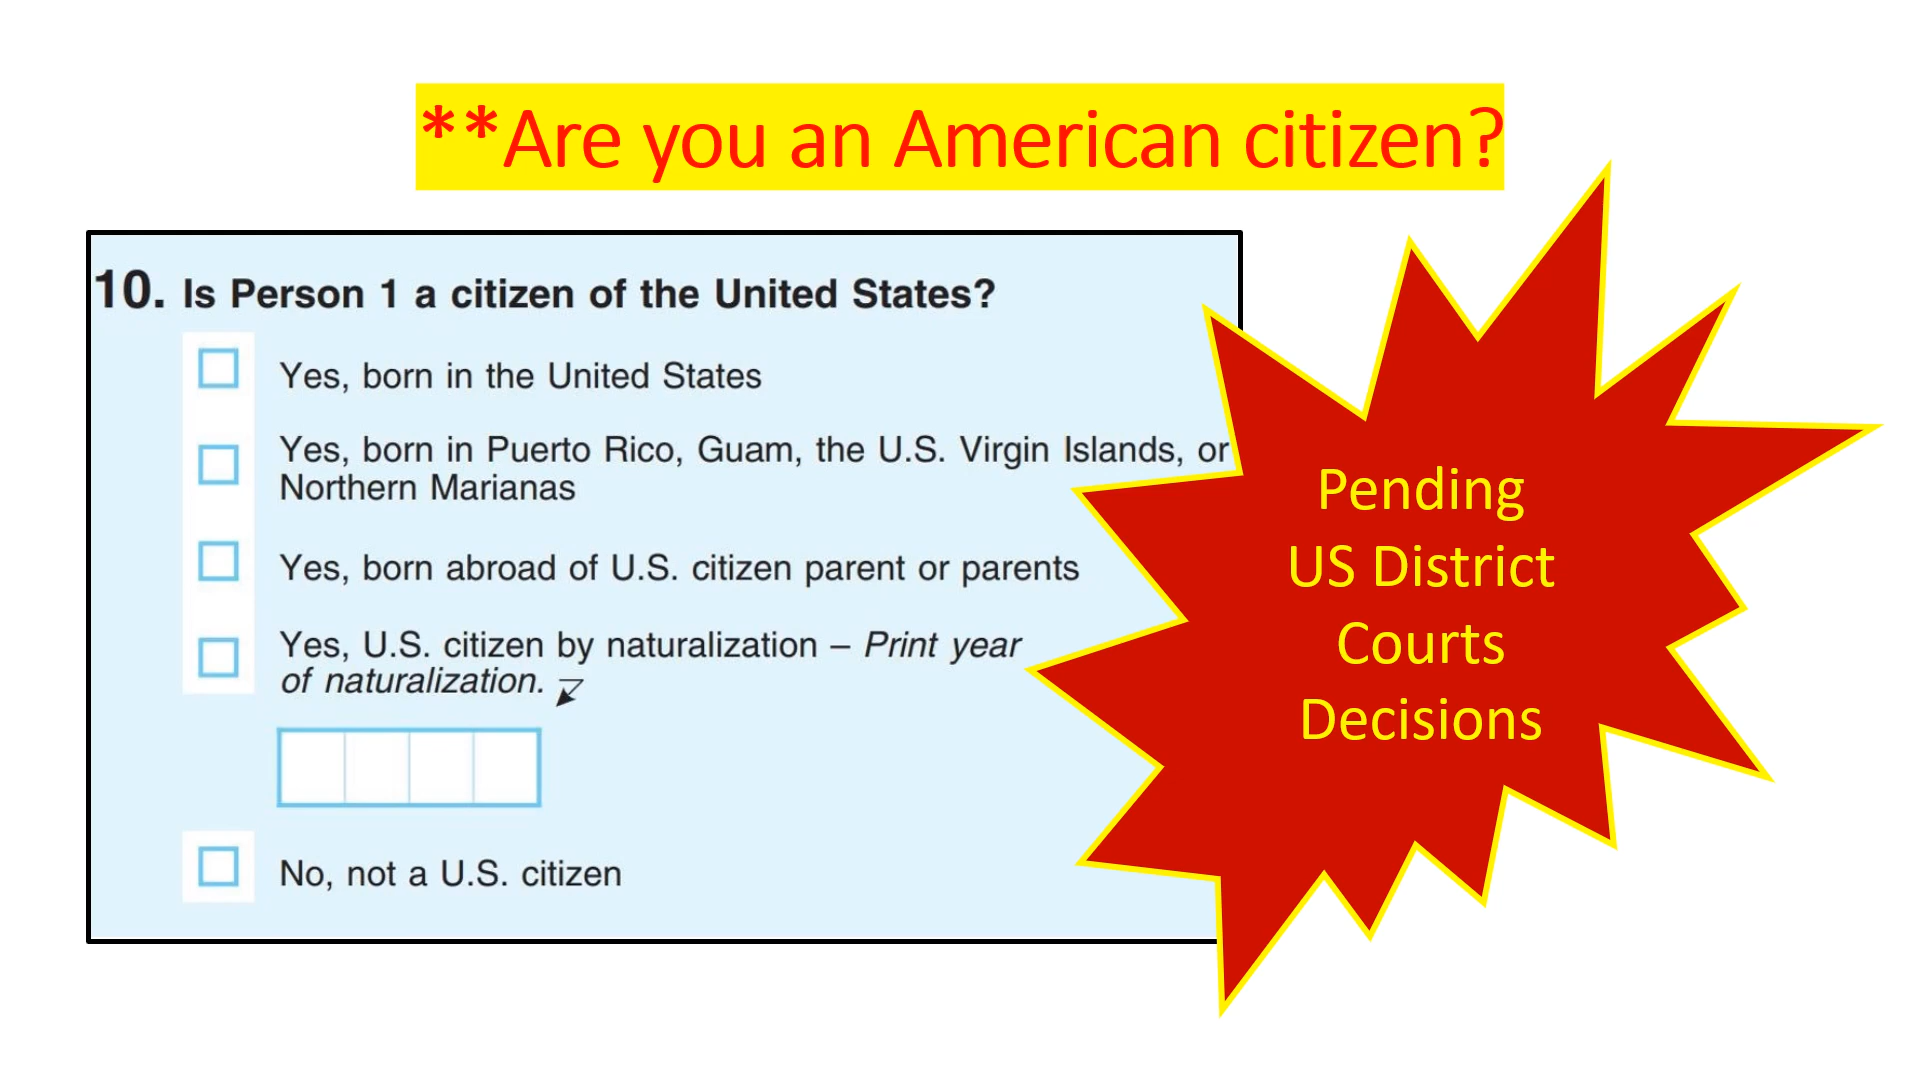 **Are you an American citizen?
10. Is Person 1 a citizen of the United States?
Yes, born in the United States
Yes, born in Puerto Rico, Guam, the U.S. Virgin Islands, or
Northern Marianas
Yes, born abroad of U.S. citizen parent or parents
Yes, U.S. citizen by naturalization – Print year
of naturalization.
No, not a U.S. citizen
Pending
US District
Courts
Decisions